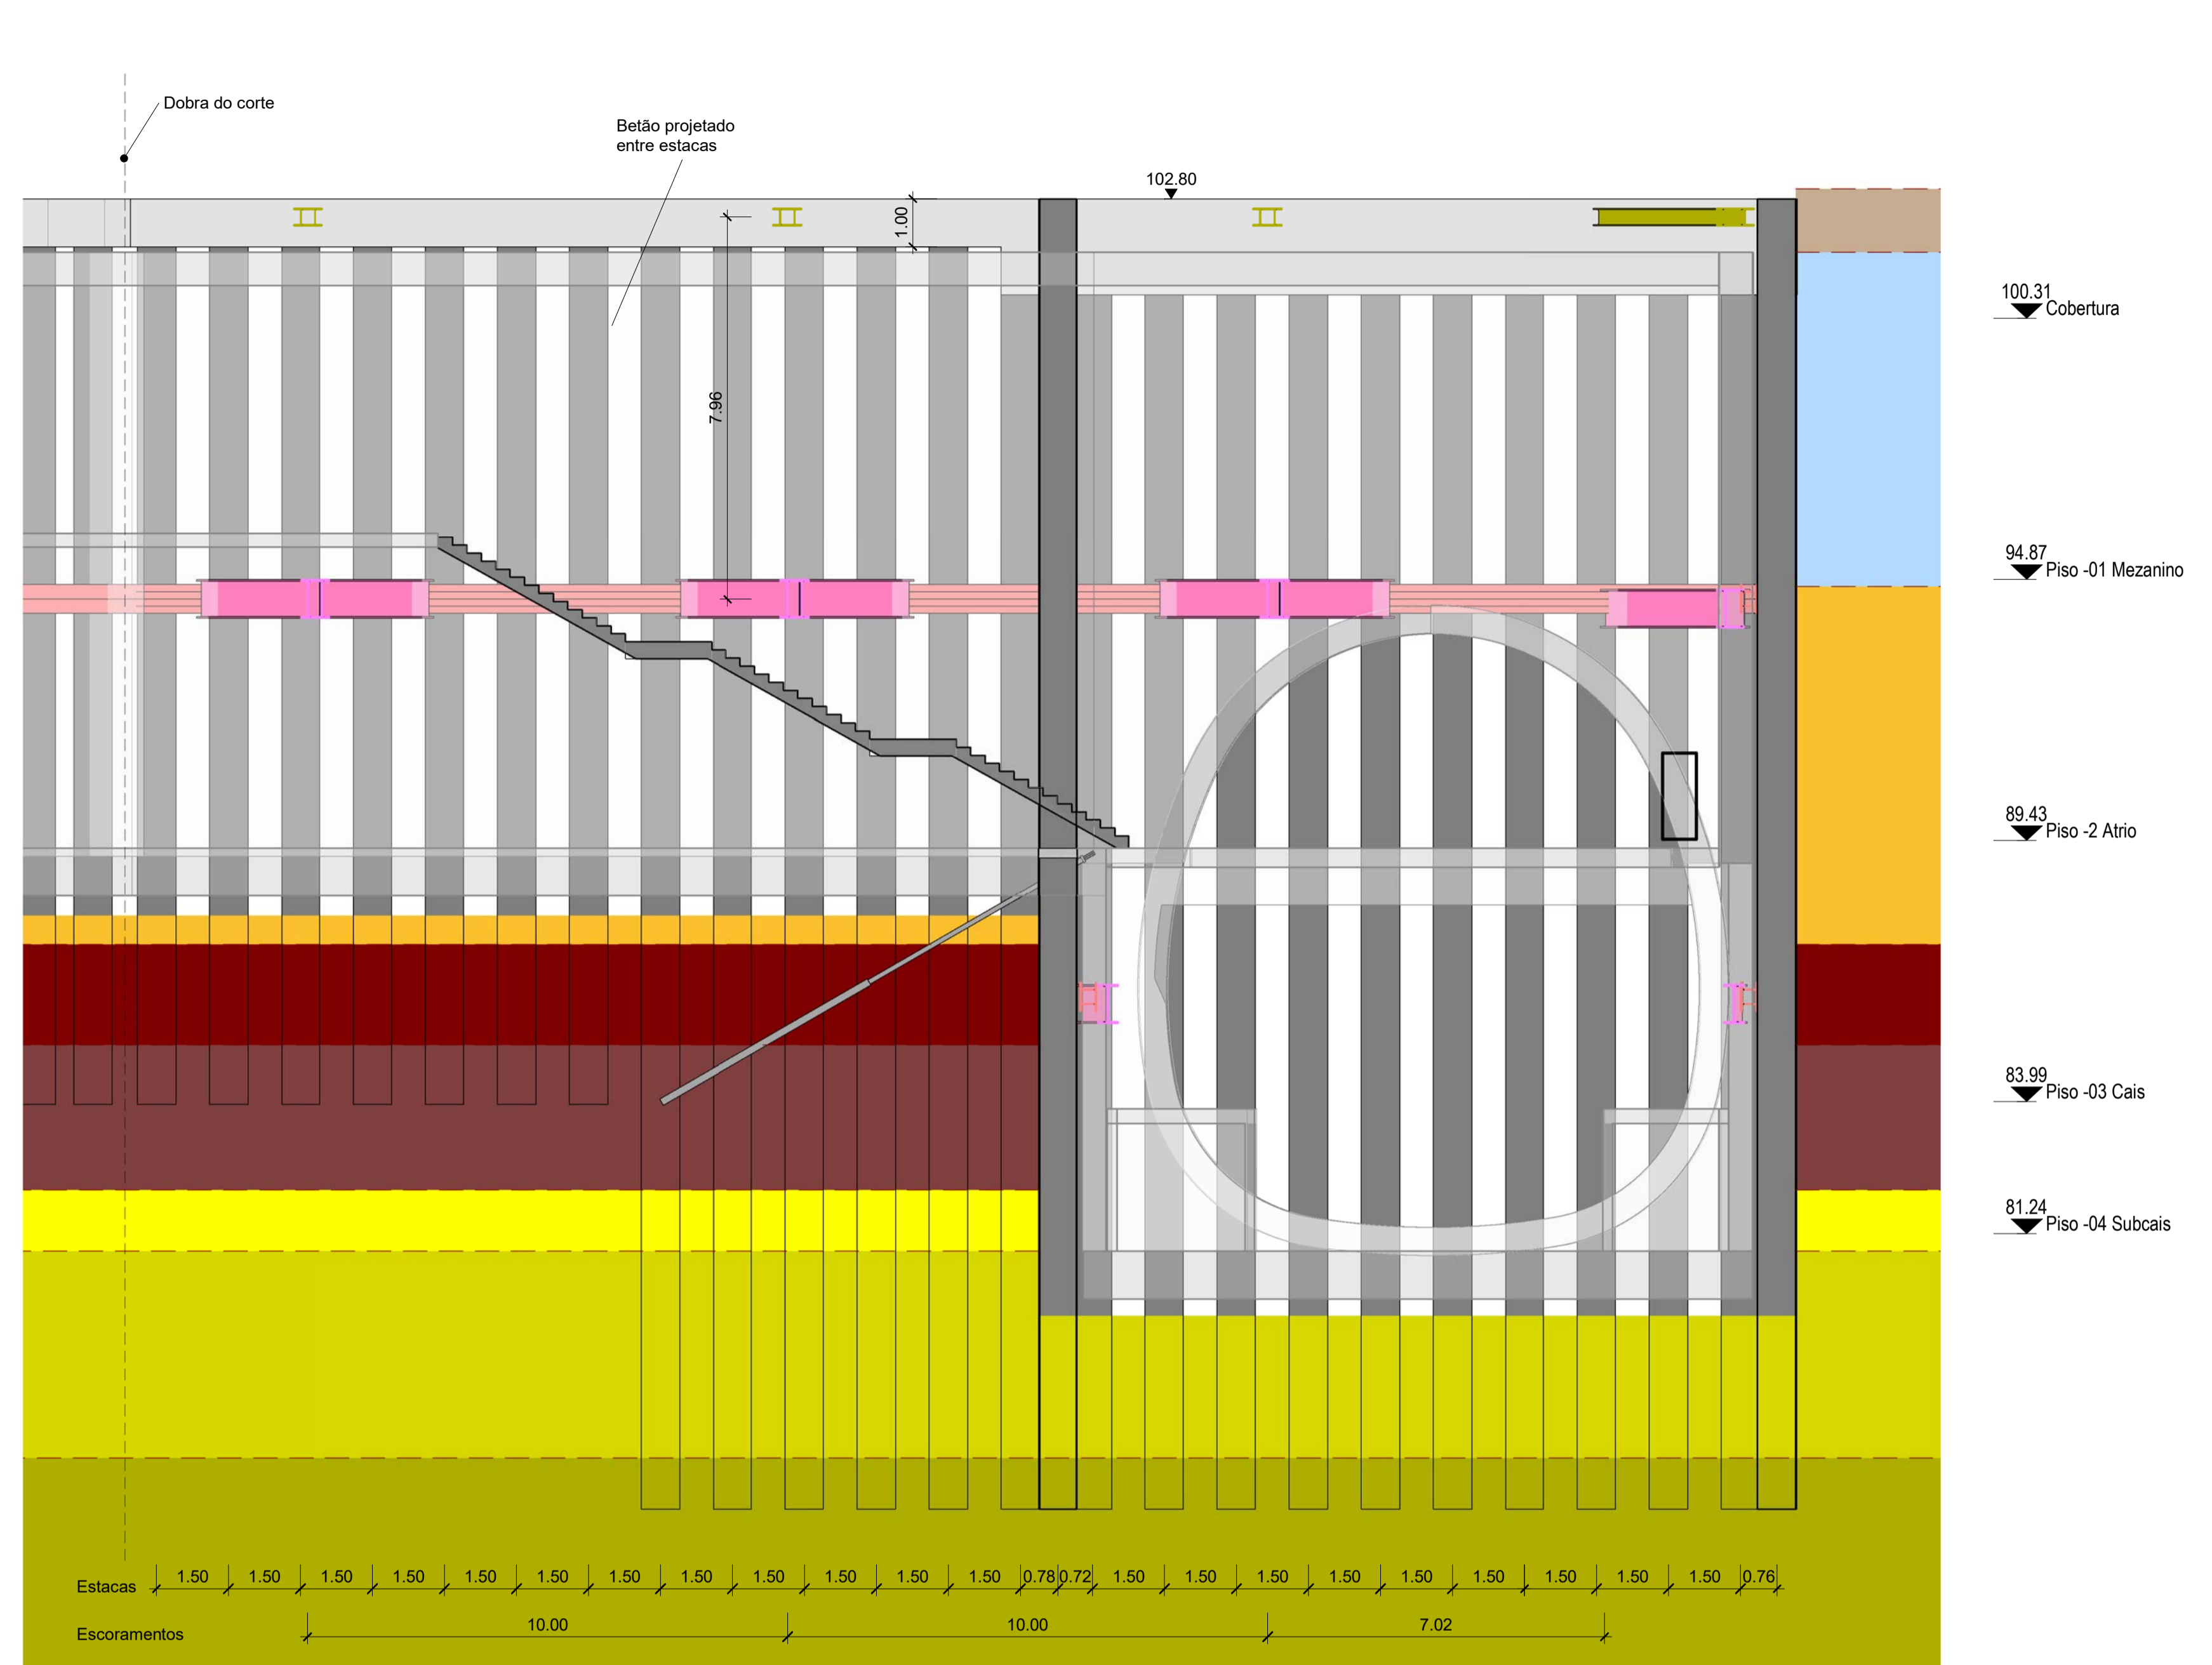 Dobra do corte
Betão projetado
entre estacas
102.80
1.00
7.96
100.31
Cobertura
94.87
Piso -01 Mezanino
89.43
Piso -2 Atrio
83.99
Piso -03 Cais
81.24
Piso -04 Subcais
Estacas 1.50 1.50 1.50 1.50 1.50 1.50 1.50 1.50 1.50 1.50 1.50 1.50 0.78 0.72 1.50 1.50 1.50 1.50 1.50 1.50 1.50 1.50 1.50 0.76
Escoramentos 10.00 10.00 7.02